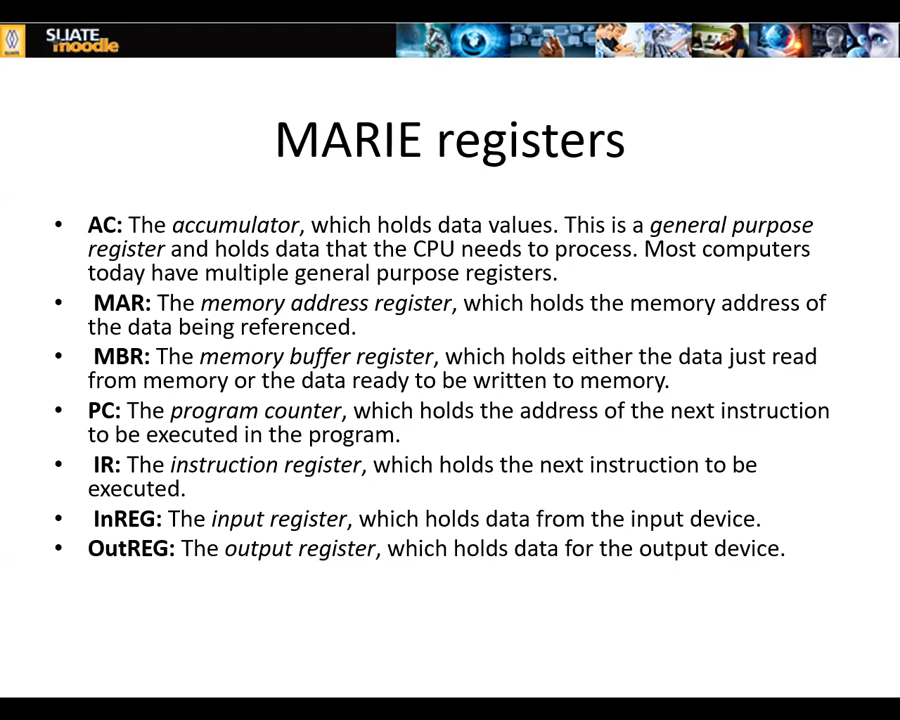 SLIATE
moodle
MARIE registers
• AC: The accumulator, which holds data values. This is a general purpose
register and holds data that the CPU needs to process. Most computers
today have multiple general purpose registers.
• MAR: The memory address register, which holds the memory address of
the data being referenced.
• MBR: The memory buffer register, which holds either the data just read
from memory or the data ready to be written to memory.
• PC: The program counter, which holds the address of the next instruction
to be executed in the program.
• IR: The instruction register, which holds the next instruction to be
executed.
• InREG: The input register, which holds data from the input device.
• OutREG: The output register, which holds data for the output device.